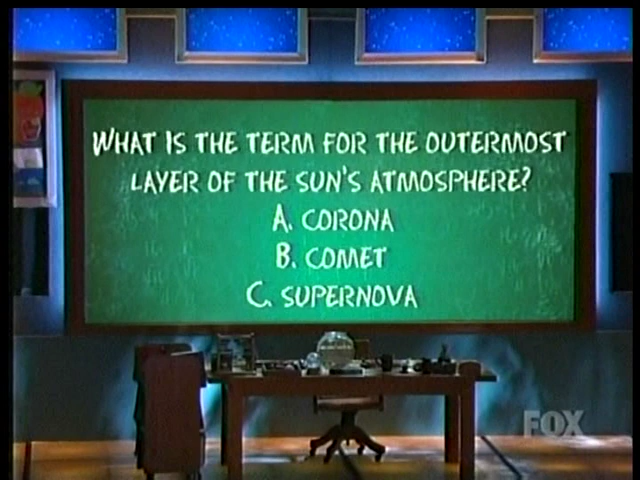 WHAT IS THE TERM FOR THE OUTERMOST
LAYER OF THE SUN'S ATMOSPHERE?
A. CORONA
B. COMET
C. SUPERNOVA
FOX